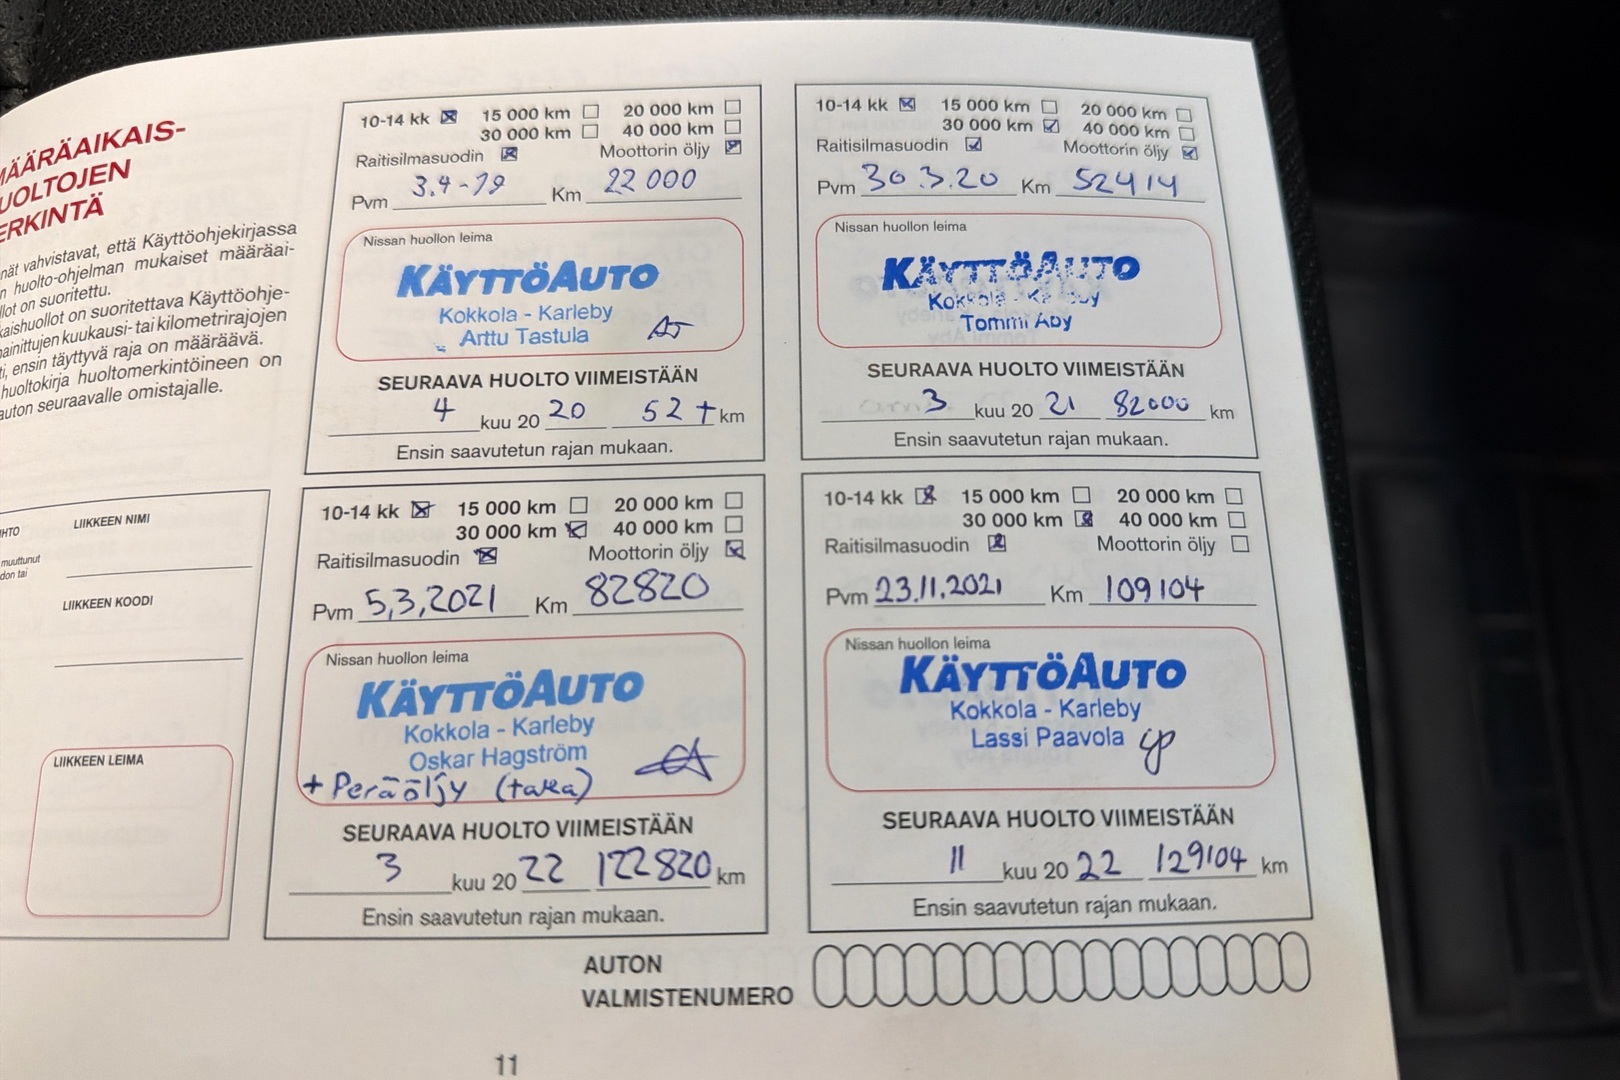 MÄÄRÄAIKAIS-
HUOLTOJEN
MERKINTÄ
nät vahvistavat, että Käyttöohjekirjassa
n huolto-ohjelman mukaiset määräai-
llot on suoritettu.
kaishuollot on suoritettava Käyttöohje-
mainittujen kuukausi- tai kilometrirajojen
ti, ensin täyttyvä raja on määräävä.
huoltokirja huoltomerkintöineen on
auton seuraavalle omistajalle.
HTO
muuttunut
don tai
LIIKKEEN NIMI
LIIKKEEN KOODI
LIIKKEEN LEIMA
10-14 kk 15 000 km 20 000 km
30 000 km 40 000 km
Raitisilmasuodin Moottorin öljy
Pvm 3.4-19 Km 22 000
Nissan huollon leima
KÄYTTÖAUTO
Kokkola - Karleby
Arttu Tastula
SEURAAVA HUOLTO VIIMEISTÄÄN
4 kuu 20 20 52 t km
Ensin saavutetun rajan mukaan.
10-14 kk 15 000 km 20 000 km
30 000 km 40 000 km
Raitisilmasuodin Moottorin öljy
Pvm 30.3.20 Km 52414
Nissan huollon leima
KÄYTTÖAUTO
Kokkola - Karleby
Tommi Aby
SEURAAVA HUOLTO VIIMEISTÄÄN
3 kuu 20 21 82000 km
Ensin saavutetun rajan mukaan.
10-14 kk 15 000 km 20 000 km
30 000 km 40 000 km
Raitisilmasuodin Moottorin öljy
Pvm 5,3,2021 Km 82820
Nissan huollon leima
KÄYTTÖAUTO
Kokkola - Karleby
Oskar Hagström
+ Peräöljy (taka)
SEURAAVA HUOLTO VIIMEISTÄÄN
3 kuu 20 22 122820 km
Ensin saavutetun rajan mukaan.
10-14 kk 15 000 km 20 000 km
30 000 km 40 000 km
Raitisilmasuodin Moottorin öljy
Pvm 23.11.2021 Km 109104
Nissan huollon leima
KÄYTTÖAUTO
Kokkola - Karleby
Lassi Paavola
SEURAAVA HUOLTO VIIMEISTÄÄN
11 kuu 20 22 129104 km
Ensin saavutetun rajan mukaan.
AUTON
VALMISTENUMERO
11